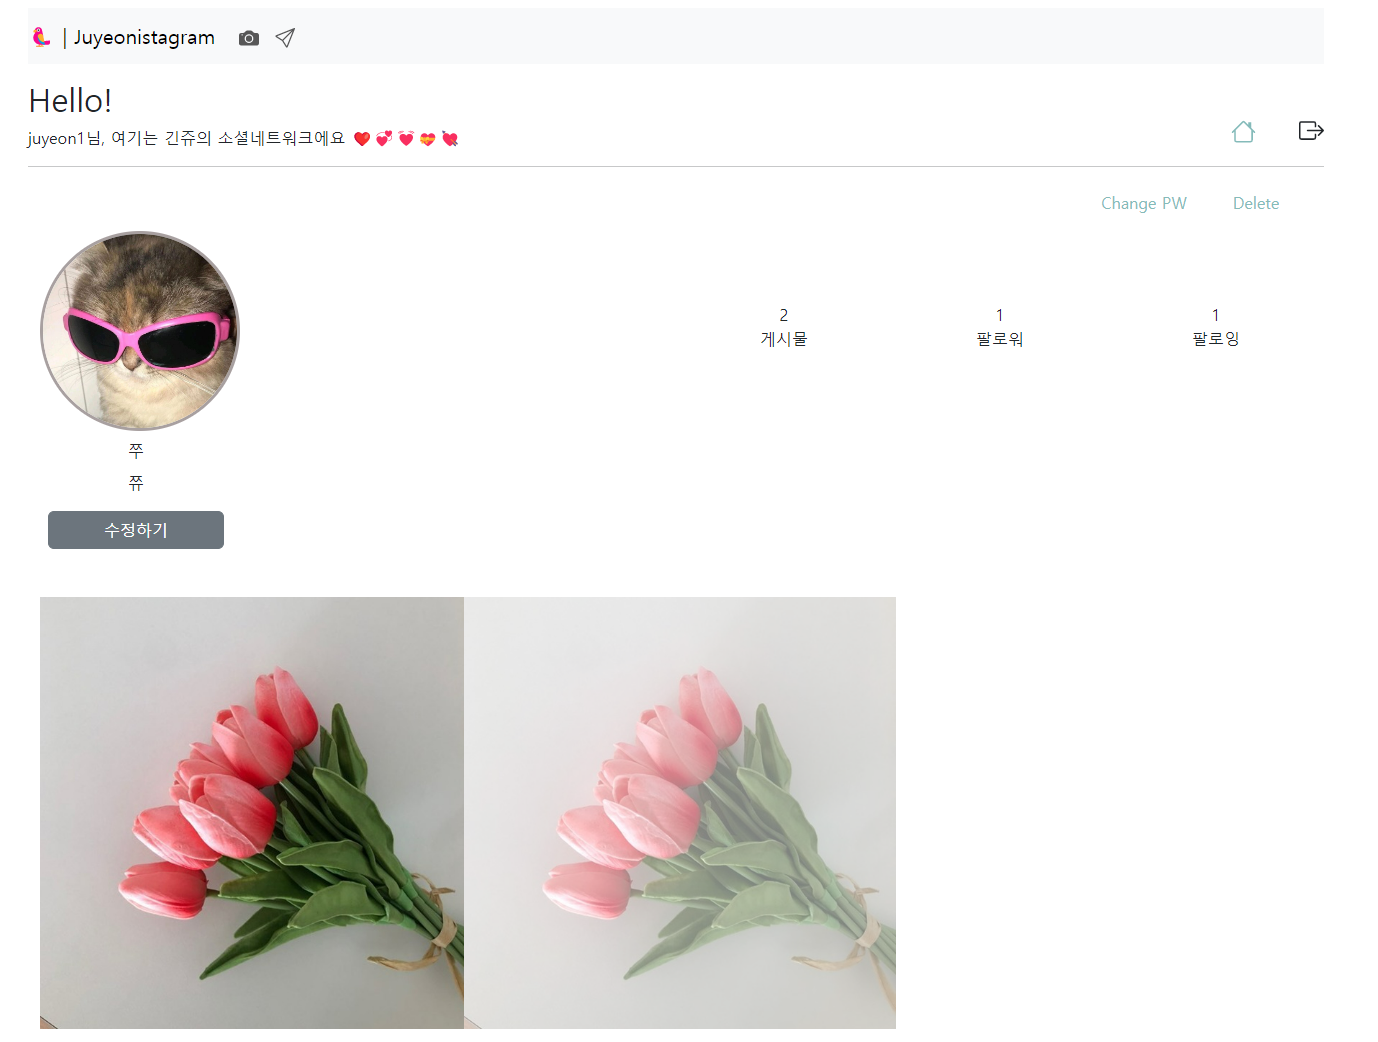 | Juyeonistagram
Hello!
juyeon1님, 여기는 긴쥬의 소셜네트워크에요 ❤️ 💞 💓 💝 💘
Change PW Delete
2 1 1
게시물 팔로워 팔로잉
쭈
쮸
수정하기